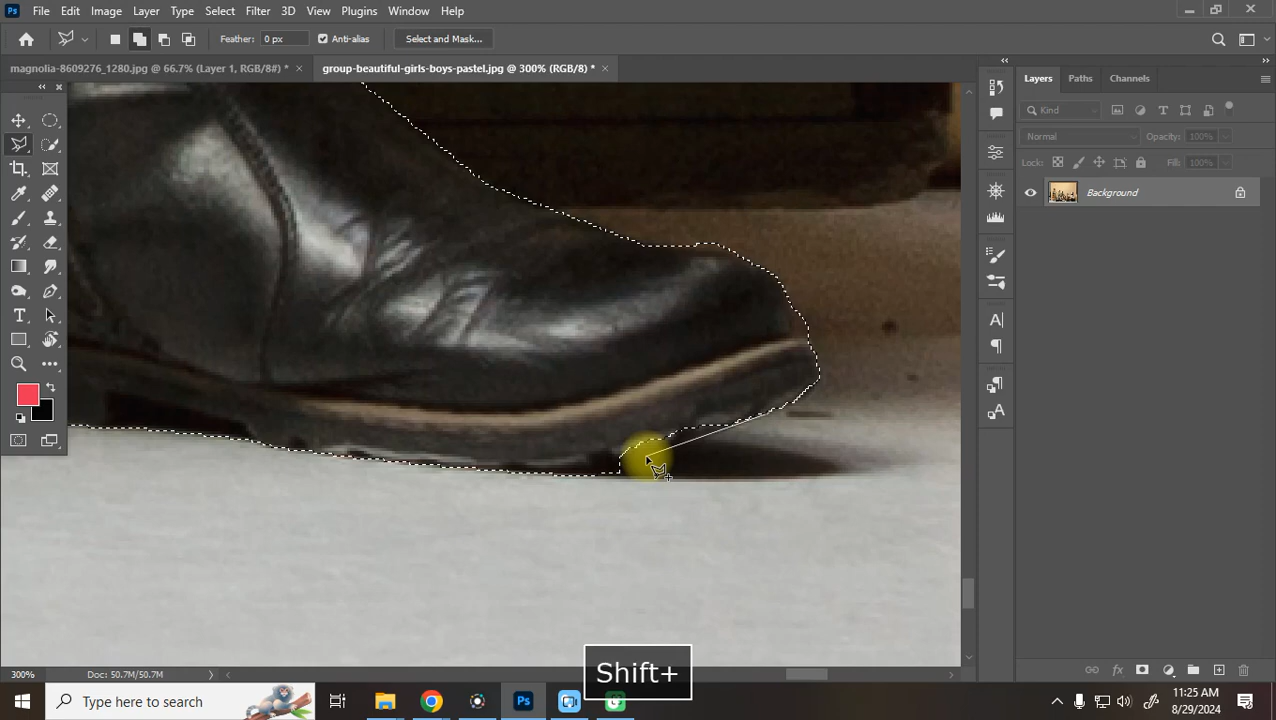 Ps File Edit Image Layer Type Select Filter 3D View Plugins Window Help
Feather: 0 px Anti-alias Select and Mask...
magnolia-8609276_1280.jpg @ 66.7% (Layer 1, RGB/8#) * × group-beautiful-girls-boys-pastel.jpg @ 300% (RGB/8) * ×
Layers Paths Channels
Kind
Normal Opacity: 100%
Lock: Fill: 100%
Background
300% Doc: 50.7M/50.7M
Shift+
Type here to search
Ps
11:25 AM
8/29/2024